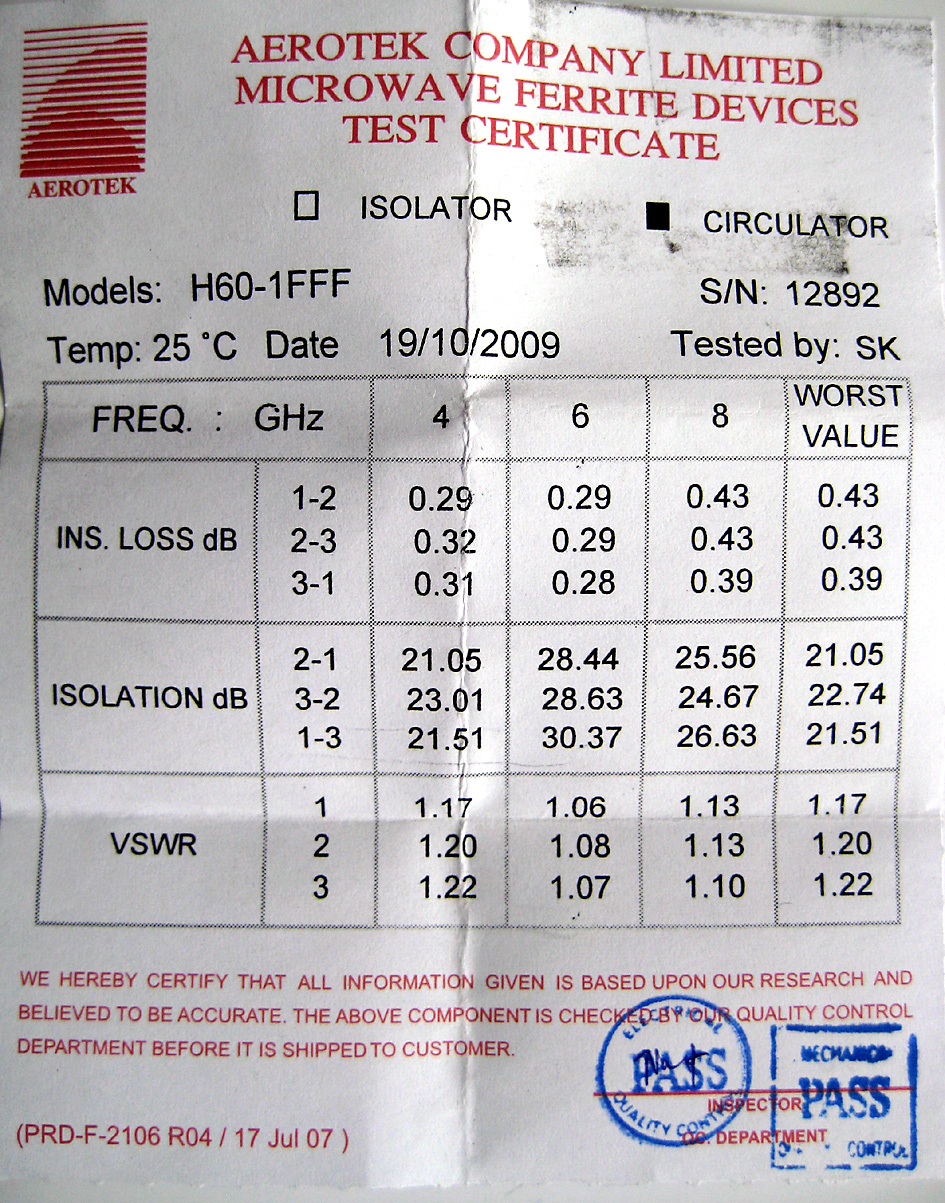 AEROTEK COMPANY LIMITED
MICROWAVE FERRITE DEVICES
TEST CERTIFICATE
AEROTEK
ISOLATOR CIRCULATOR
Models: H60-1FFF S/N: 12892
Temp: 25 °C Date 19/10/2009 Tested by: SK
FREQ. : GHz 4 6 8 WORST VALUE
1-2 0.29 0.29 0.43 0.43
INS. LOSS dB 2-3 0.32 0.29 0.43 0.43
3-1 0.31 0.28 0.39 0.39
2-1 21.05 28.44 25.56 21.05
ISOLATION dB 3-2 23.01 28.63 24.67 22.74
1-3 21.51 30.37 26.63 21.51
1 1.17 1.06 1.13 1.17
VSWR 2 1.20 1.08 1.13 1.20
3 1.22 1.07 1.10 1.22
WE HEREBY CERTIFY THAT ALL INFORMATION GIVEN IS BASED UPON OUR RESEARCH AND
BELIEVED TO BE ACCURATE. THE ABOVE COMPONENT IS CHECKED BY OUR QUALITY CONTROL
DEPARTMENT BEFORE IT IS SHIPPED TO CUSTOMER.
ELECTRICAL
PASS
QUALITY CONTROL
PASS
CONTROL
INSPECTOR
QC. DEPARTMENT
(PRD-F-2106 R04 / 17 Jul 07 )